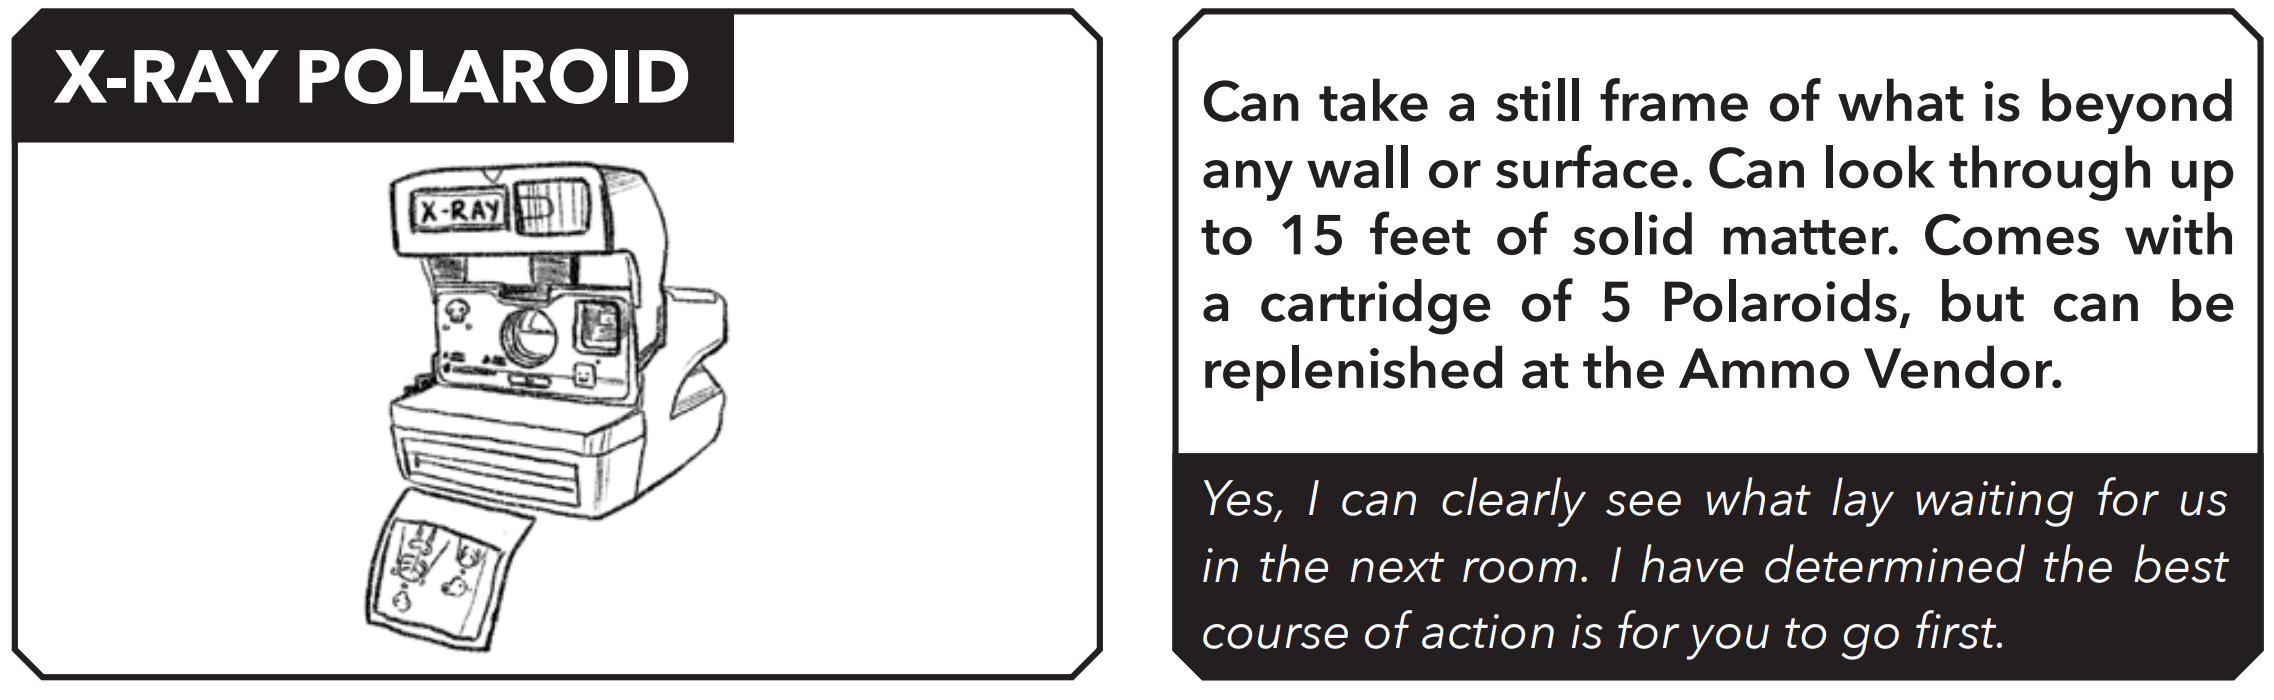 X-RAY POLAROID
X-RAY
Can take a still frame of what is beyond
any wall or surface. Can look through up
to 15 feet of solid matter. Comes with
a cartridge of 5 Polaroids, but can be
replenished at the Ammo Vendor.
Yes, I can clearly see what lay waiting for us
in the next room. I have determined the best
course of action is for you to go first.